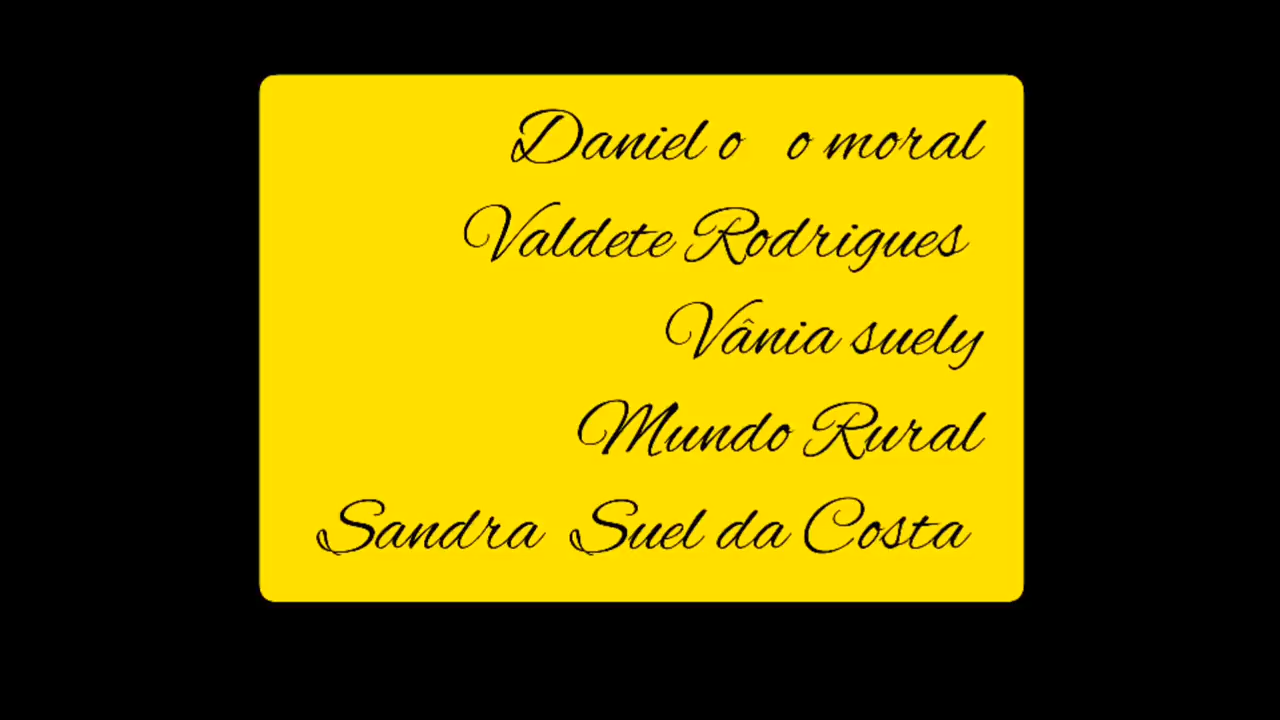 Daniel o o moral
Valdete Rodrigues
Vânia suely
Mundo Rural
Sandra Suel da Costa